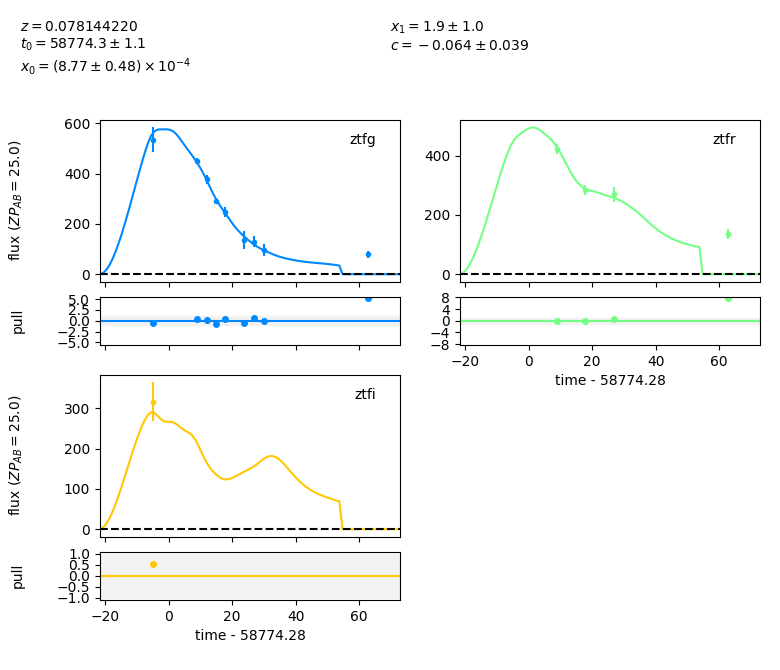 z = 0.078144220
t₀ = 58774.3 ± 1.1
x₀ = (8.77 ± 0.48) × 10⁻⁴
x₁ = 1.9 ± 1.0
c = −0.064 ± 0.039
flux (ZP_AB = 25.0)
600
400
200
0
ztfg
400
200
0
ztfr
pull
5.0
2.5
0.0
−2.5
−5.0
8
4
0
−4
−8
−20 0 20 40 60
time - 58774.28
flux (ZP_AB = 25.0)
300
200
100
0
ztfi
pull
1.0
0.5
0.0
−0.5
−1.0
−20 0 20 40 60
time - 58774.28